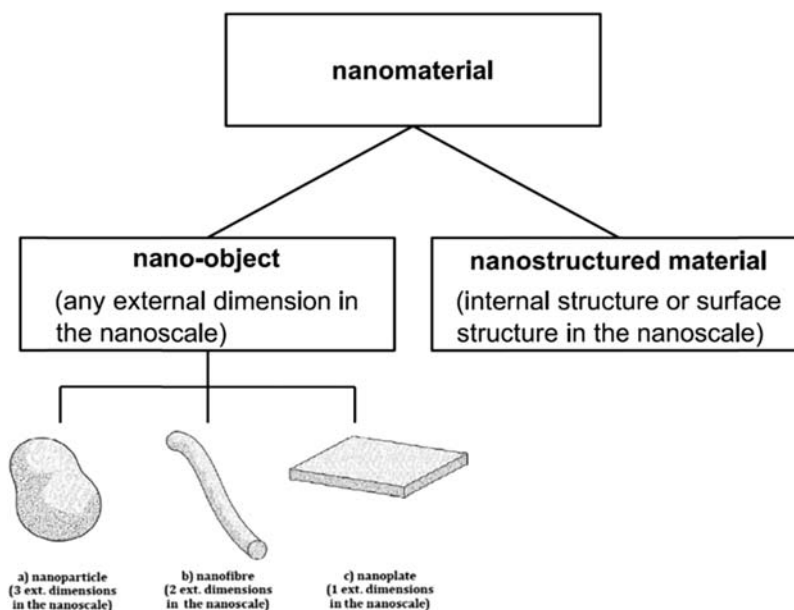 nanomaterial
nano-object
(any external dimension in
the nanoscale)
nanostructured material
(internal structure or surface
structure in the nanoscale)
a) nanoparticle
(3 ext. dimensions
in the nanoscale)
b) nanofibre
(2 ext. dimensions
in the nanoscale)
c) nanoplate
(1 ext. dimensions
in the nanoscale)